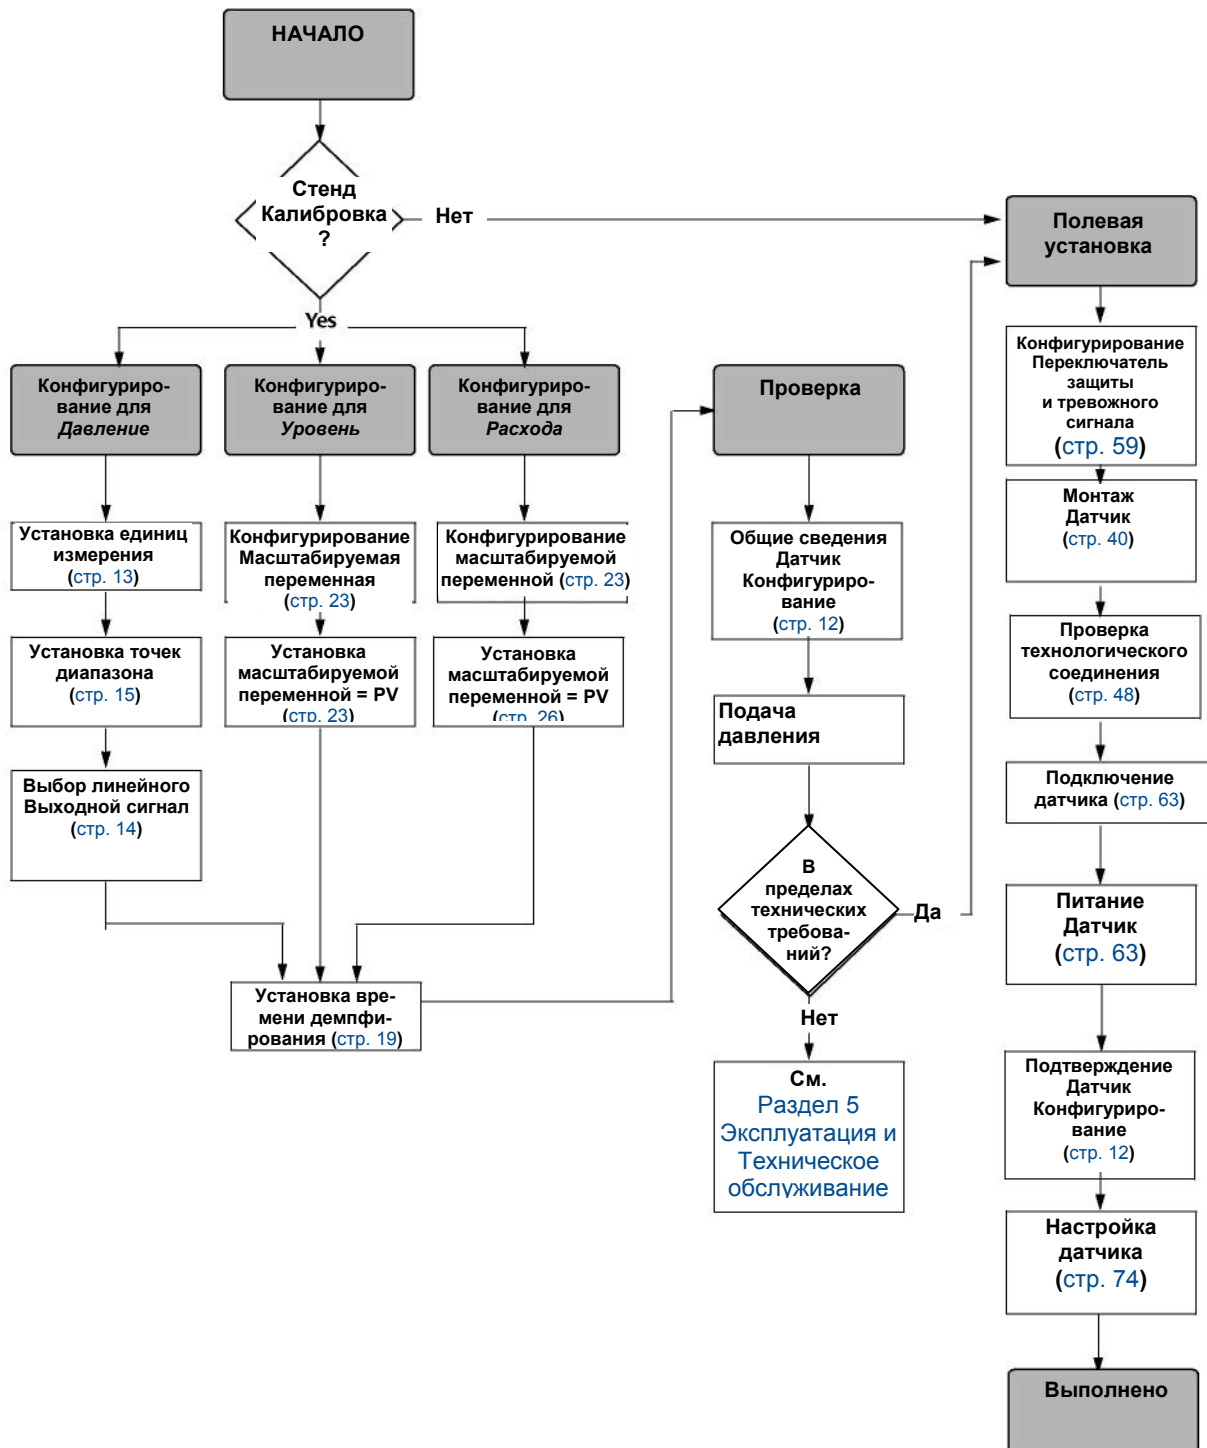 НАЧАЛО
Стенд
Калибровка
?
Нет
Yes
Конфигуриро-
вание для
Давление
Конфигуриро-
вание для
Уровень
Конфигуриро-
вание для
Расхода
Установка единиц
измерения
(стр. 13)
Конфигурирование
Масштабируемая
переменная
(стр. 23)
Конфигурирование
масштабируемой
переменной (стр. 23)
Установка точек
диапазона
(стр. 15)
Установка
масштабируемой
переменной = PV
(стр. 23)
Установка
масштабируемой
переменной = PV
(стр. 26)
Выбор линейного
Выходной сигнал
(стр. 14)
Установка вре-
мени демпфи-
рования (стр. 19)
Проверка
Общие сведения
Датчик
Конфигуриро-
вание
(стр. 12)
Подача
давления
В
пределах
технических
требова-
ний?
Да
Нет
См.
Раздел 5
Эксплуатация и
Техническое
обслуживание
Полевая
установка
Конфигурирование
Переключатель
защиты
и тревожного
сигнала
(стр. 59)
Монтаж
Датчик
(стр. 40)
Проверка
технологического
соединения
(стр. 48)
Подключение
датчика (стр. 63)
Питание
Датчик
(стр. 63)
Подтверждение
Датчик
Конфигуриро-
вание
(стр. 12)
Настройка
датчика
(стр. 74)
Выполнено